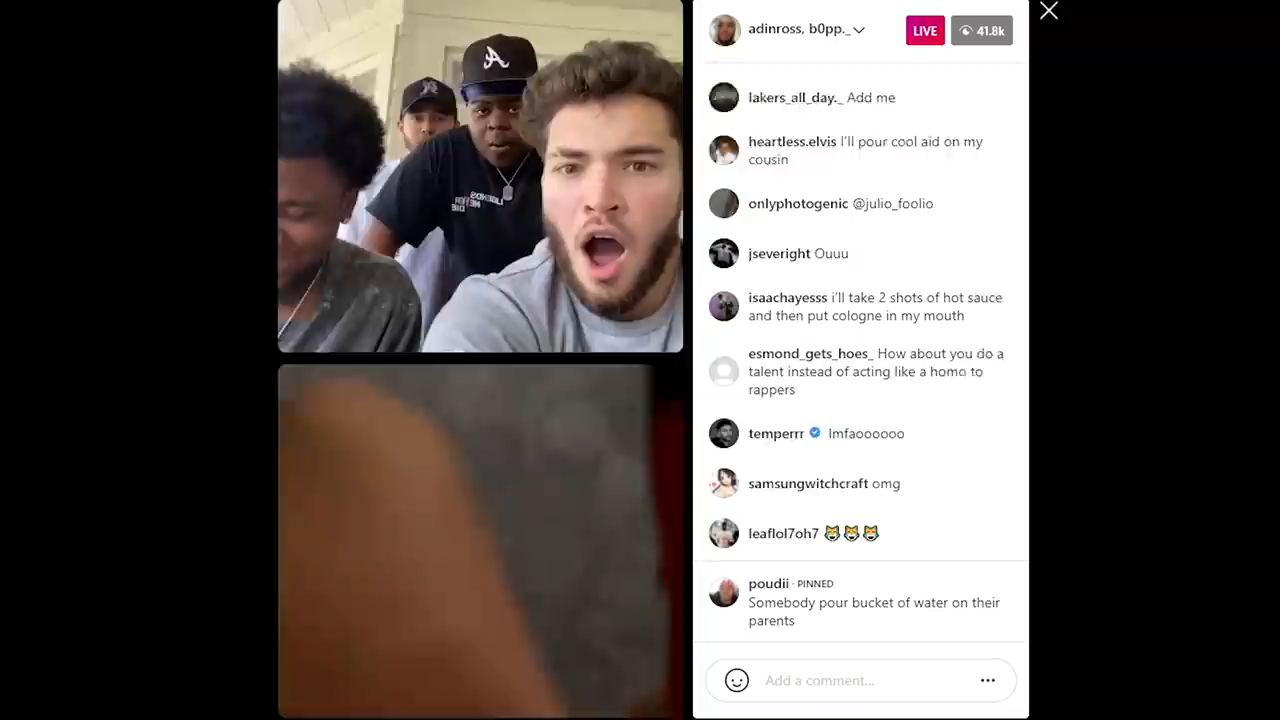 A
LEGENDS
NEVER
DIE
adinross, b0pp._
LIVE
41.8k
lakers_all_day._ Add me
heartless.elvis I'll pour cool aid on my
cousin
onlyphotogenic @julio_foolio
jseveright Ouuu
isaachayesss i'll take 2 shots of hot sauce
and then put cologne in my mouth
esmond_gets_hoes_ How about you do a
talent instead of acting like a homo to
rappers
temperrr lmfaoooooo
samsungwitchcraft omg
leaflol7oh7 😹😹😹
poudii · PINNED
Somebody pour bucket of water on their
parents
Add a comment...